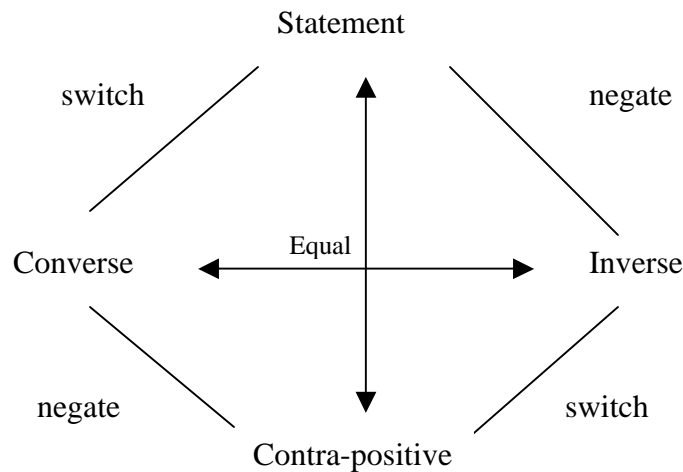 Statement
switch
negate
Equal
Converse
Inverse
negate
switch
Contra-positive